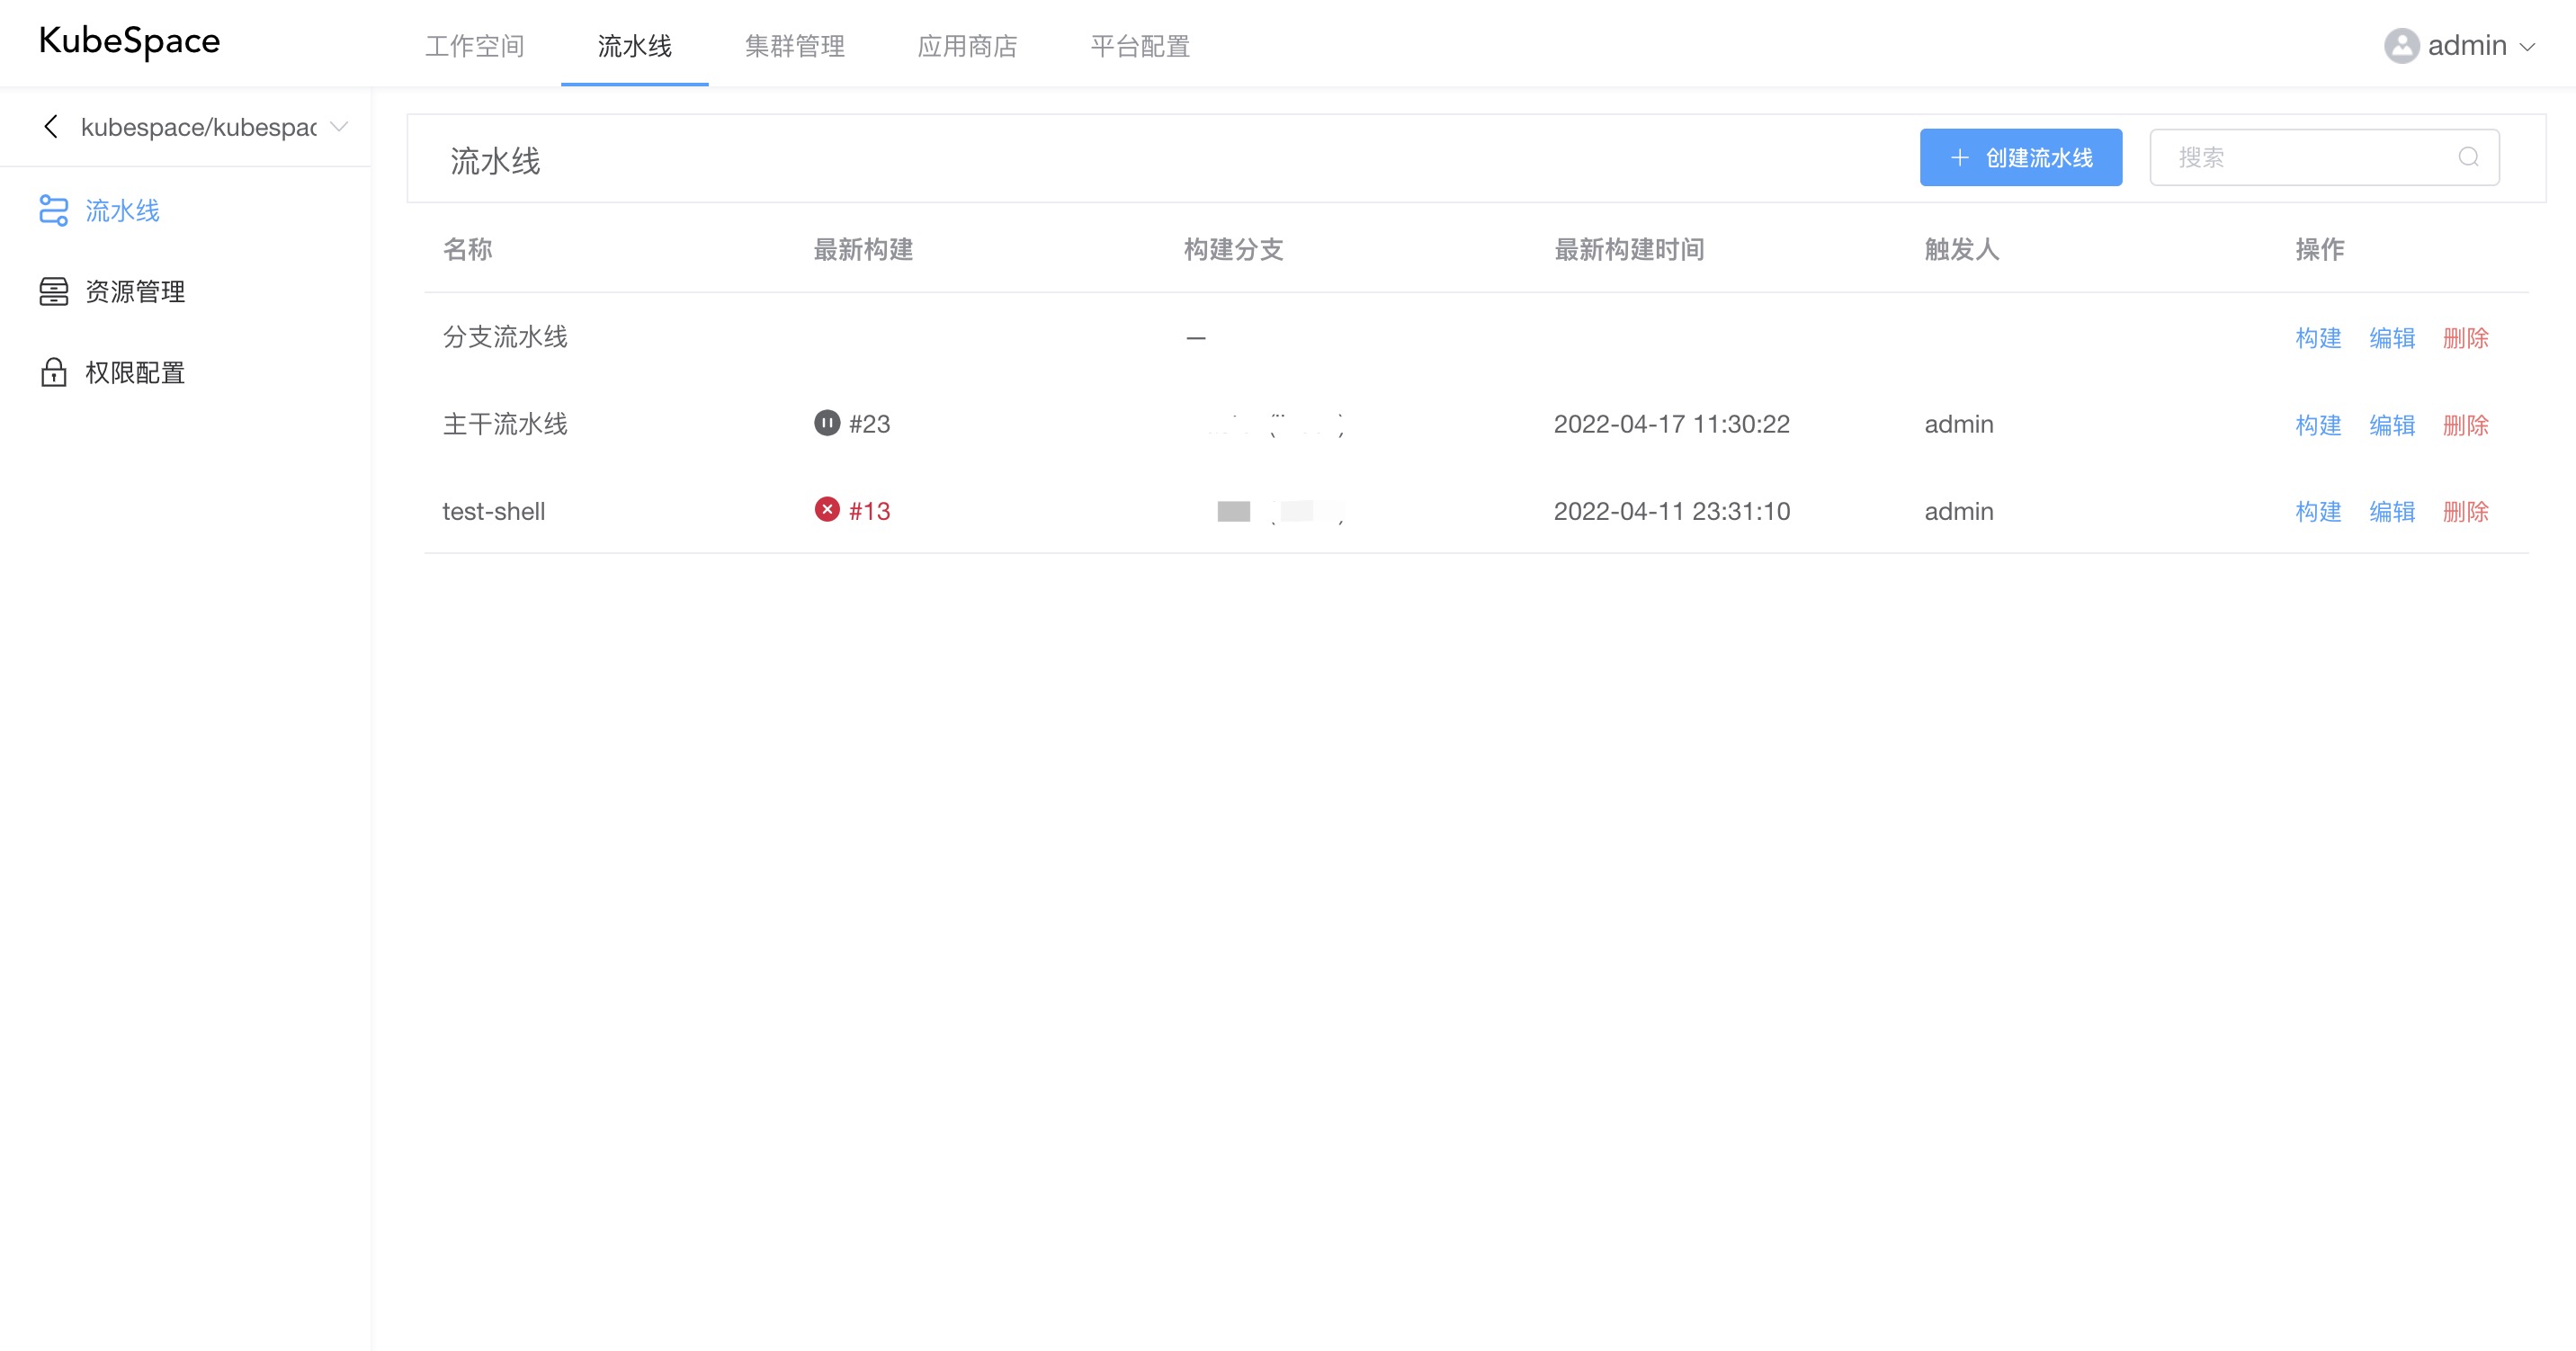 KubeSpace 工作空间 流水线 集群管理 应用商店 平台配置 admin
kubespace/kubespac
流水线
资源管理
权限配置
流水线 创建流水线 搜索
名称 最新构建 构建分支 最新构建时间 触发人 操作
分支流水线 — 构建 编辑 删除
主干流水线 #23 2022-04-17 11:30:22 admin 构建 编辑 删除
test-shell #13 2022-04-11 23:31:10 admin 构建 编辑 删除